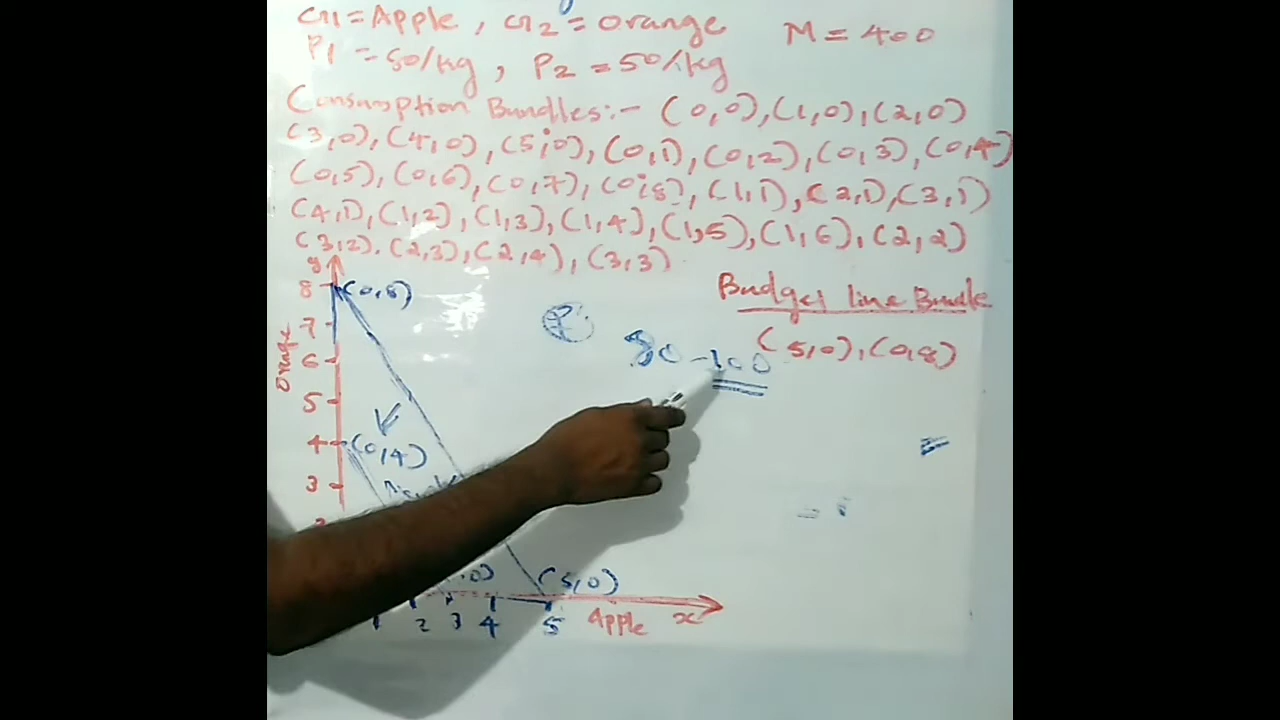 G1 = Apple, G2 = Orange M = 400
P1 = 80/kg, P2 = 50/kg
Consumption Bundles:- (0,0), (1,0), (2,0)
(3,0), (4,0), (5,0), (0,1), (0,2), (0,3), (0,4)
(0,5), (0,6), (0,7), (0,8), (1,1), (2,1), (3,1)
(4,1), (1,2), (1,3), (1,4), (1,5), (1,6), (2,2)
(3,2), (2,3), (2,4), (3,3)
y
8 (0,8)
Budget line Bundle
(5,0), (0,8)
80 - 100
7
6
Orange
5
4 (0,4)
3
2
,0) (5,0)
1 2 3 4 5 Apple x